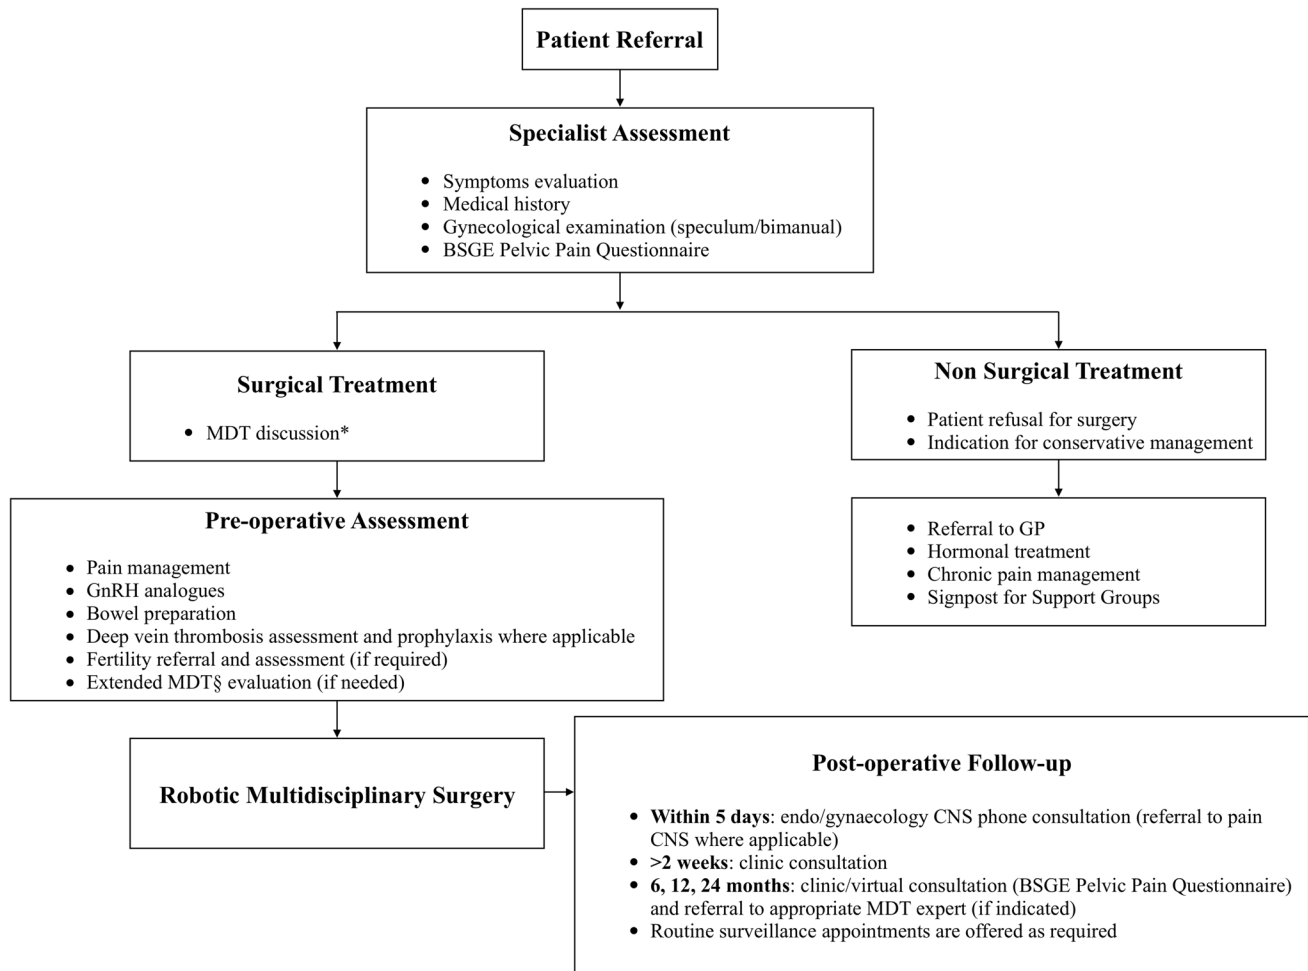 Patient Referral
Specialist Assessment
• Symptoms evaluation
• Medical history
• Gynecological examination (speculum/bimanual)
• BSGE Pelvic Pain Questionnaire
Surgical Treatment
• MDT discussion*
Non Surgical Treatment
• Patient refusal for surgery
• Indication for conservative management
Pre-operative Assessment
• Pain management
• GnRH analogues
• Bowel preparation
• Deep vein thrombosis assessment and prophylaxis where applicable
• Fertility referral and assessment (if required)
• Extended MDT§ evaluation (if needed)
• Referral to GP
• Hormonal treatment
• Chronic pain management
• Signpost for Support Groups
Robotic Multidisciplinary Surgery
Post-operative Follow-up
• Within 5 days: endo/gynaecology CNS phone consultation (referral to pain
CNS where applicable)
• >2 weeks: clinic consultation
• 6, 12, 24 months: clinic/virtual consultation (BSGE Pelvic Pain Questionnaire)
and referral to appropriate MDT expert (if indicated)
• Routine surveillance appointments are offered as required